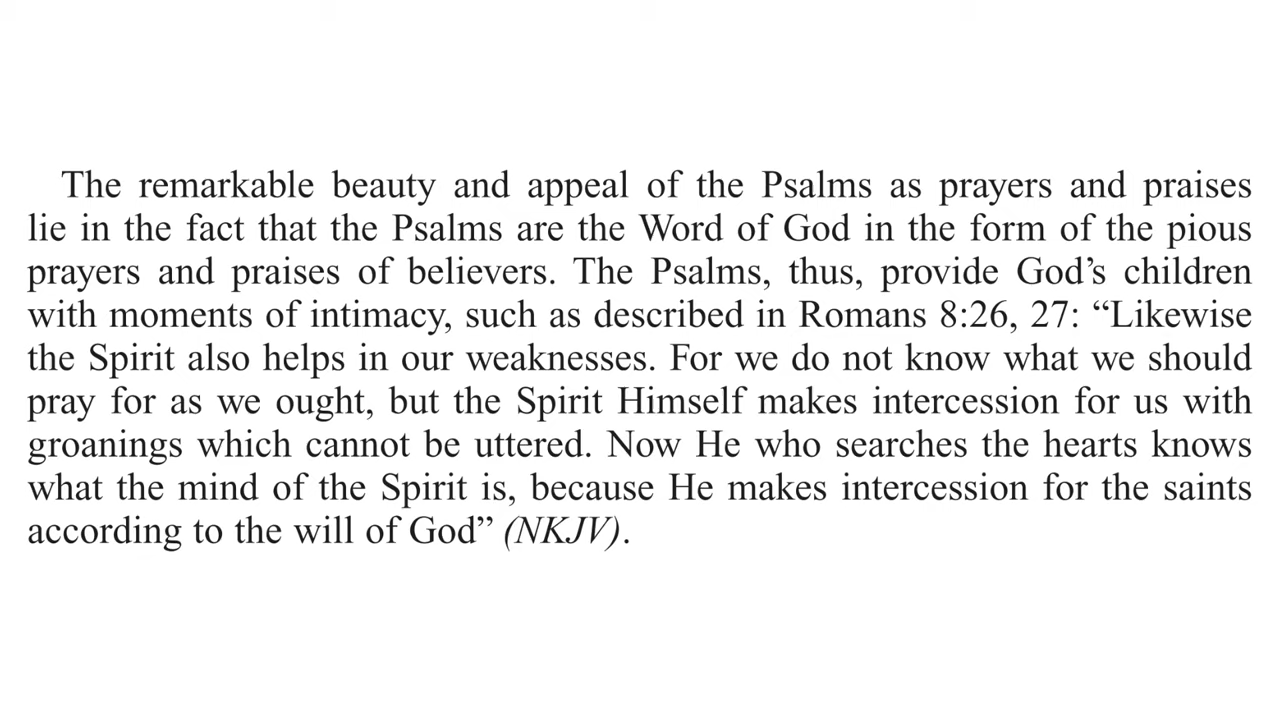 The remarkable beauty and appeal of the Psalms as prayers and praises
lie in the fact that the Psalms are the Word of God in the form of the pious
prayers and praises of believers. The Psalms, thus, provide God’s children
with moments of intimacy, such as described in Romans 8:26, 27: “Likewise
the Spirit also helps in our weaknesses. For we do not know what we should
pray for as we ought, but the Spirit Himself makes intercession for us with
groanings which cannot be uttered. Now He who searches the hearts knows
what the mind of the Spirit is, because He makes intercession for the saints
according to the will of God” (NKJV).